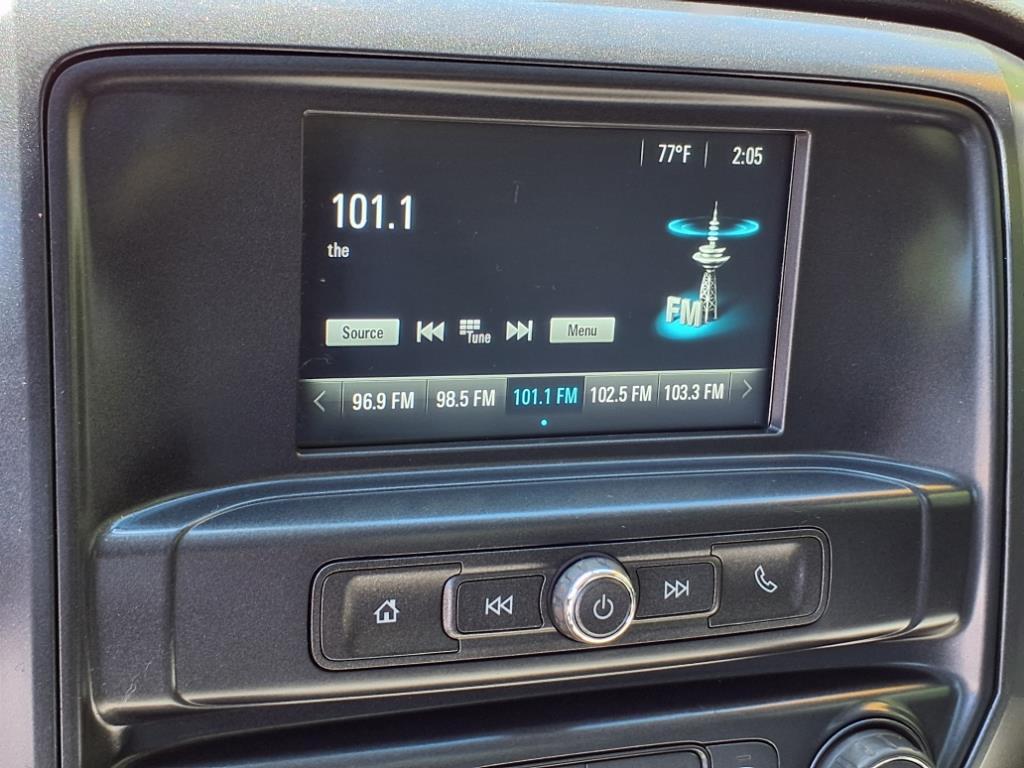 77°F 2:05
101.1
the
FM
Source Tune Menu
96.9 FM 98.5 FM 101.1 FM 102.5 FM 103.3 FM